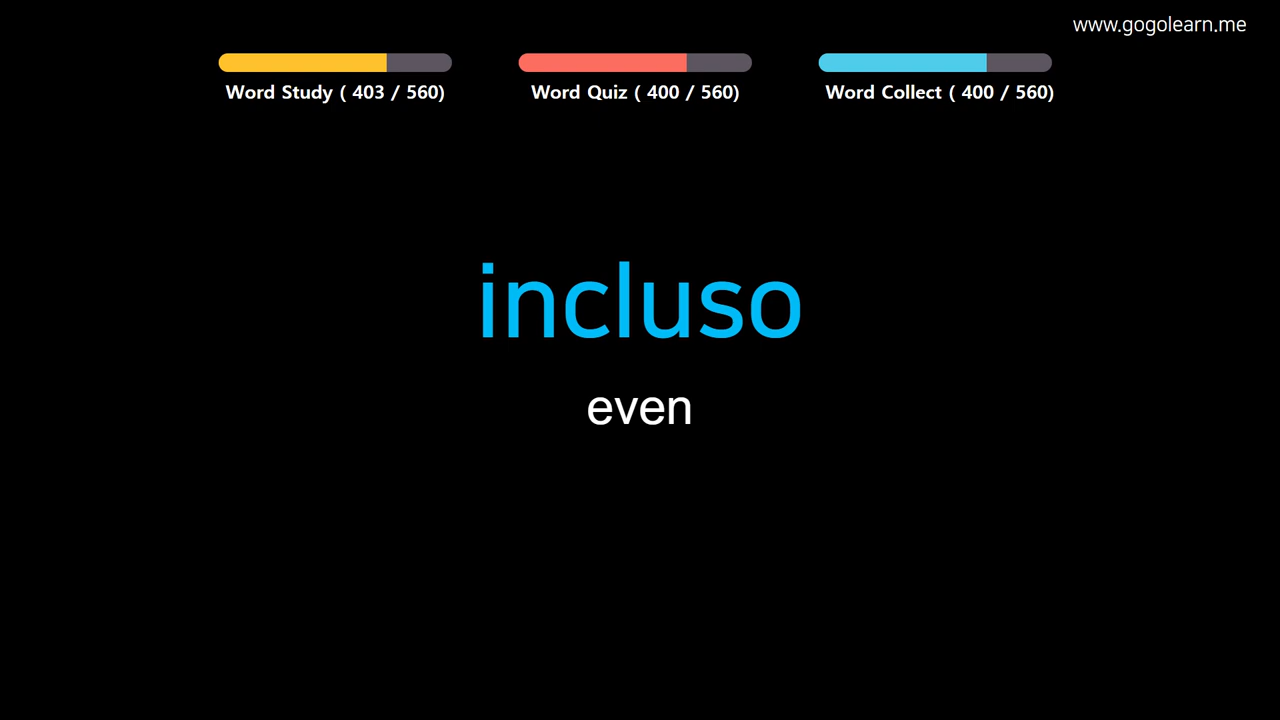 www.gogolearn.me
Word Study ( 403 / 560)
Word Quiz ( 400 / 560)
Word Collect ( 400 / 560)
incluso
even